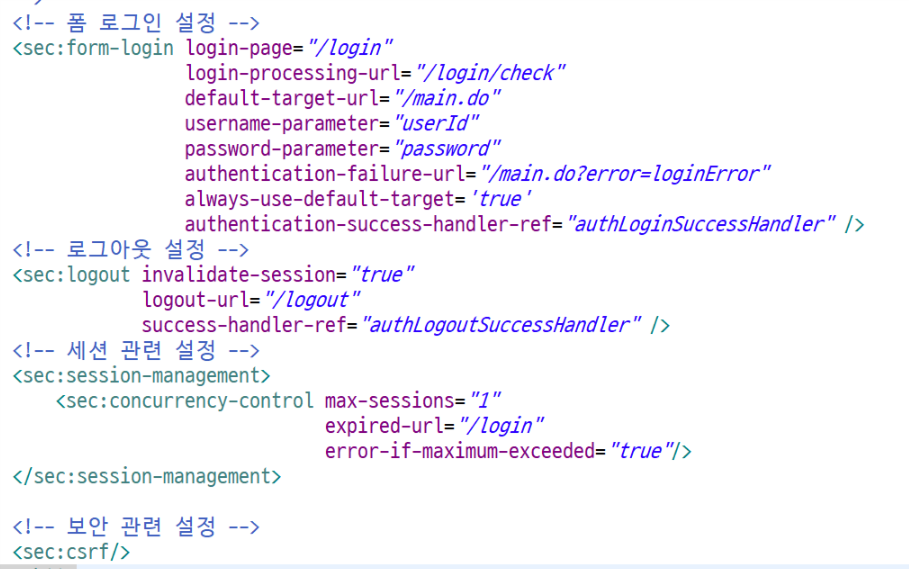 <!-- 폼 로그인 설정 -->
<sec:form-login login-page="/login"
login-processing-url="/login/check"
default-target-url="/main.do"
username-parameter="userId"
password-parameter="password"
authentication-failure-url="/main.do?error=loginError"
always-use-default-target='true'
authentication-success-handler-ref="authLoginSuccessHandler" />
<!-- 로그아웃 설정 -->
<sec:logout invalidate-session="true"
logout-url="/logout"
success-handler-ref="authLogoutSuccessHandler" />
<!-- 세션 관련 설정 -->
<sec:session-management>
<sec:concurrency-control max-sessions="1"
expired-url="/login"
error-if-maximum-exceeded="true"/>
</sec:session-management>
<!-- 보안 관련 설정 -->
<sec:csrf/>